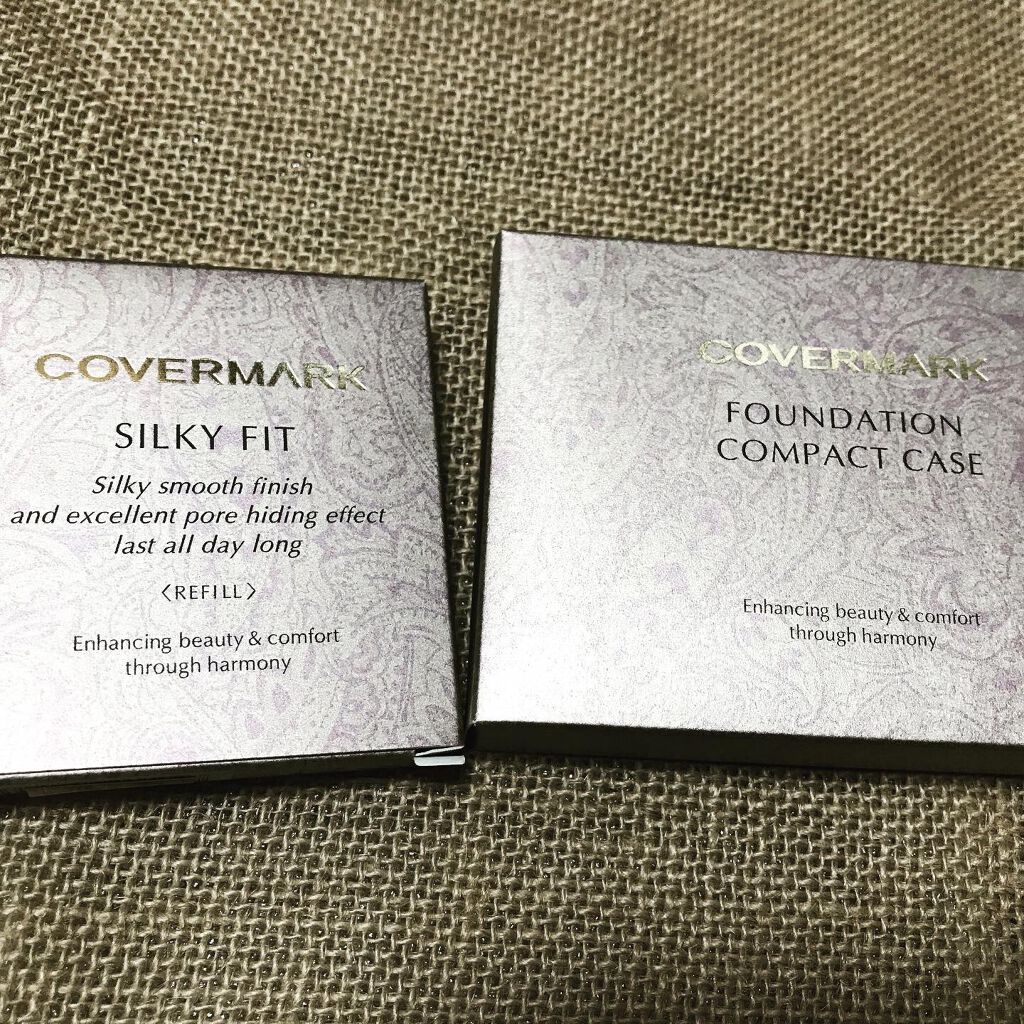 COVERMARK
SILKY FIT
Silky smooth finish
and excellent pore hiding effect
last all day long
〈REFILL〉
Enhancing beauty & comfort
through harmony
COVERMARK
FOUNDATION
COMPACT CASE
Enhancing beauty & comfort
through harmony